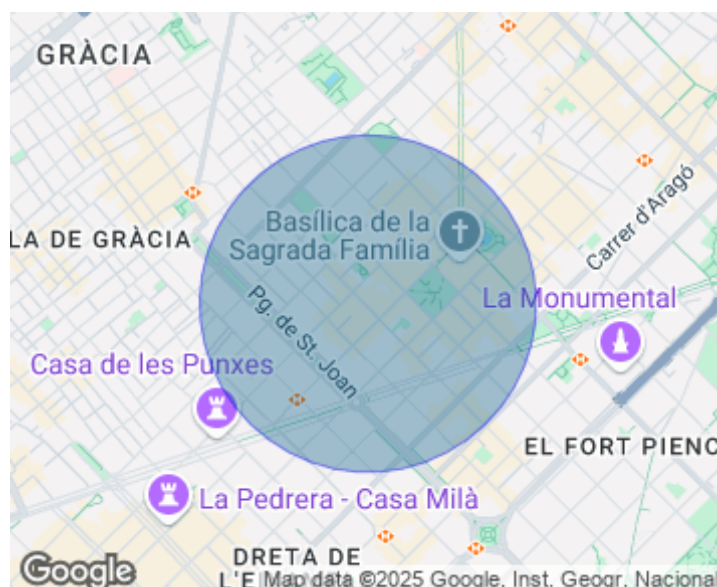 GRÀCIA
Basílica de la
Sagrada Família
LA DE GRÀCIA
Carrer d'Aragó
La Monumental
Pg. de St. Joan
Casa de les Punxes
EL FORT PIENC
La Pedrera - Casa Milà
DRETA DE
L'E
Google
Map data ©2025 Google, Inst. Geogr. Nacional